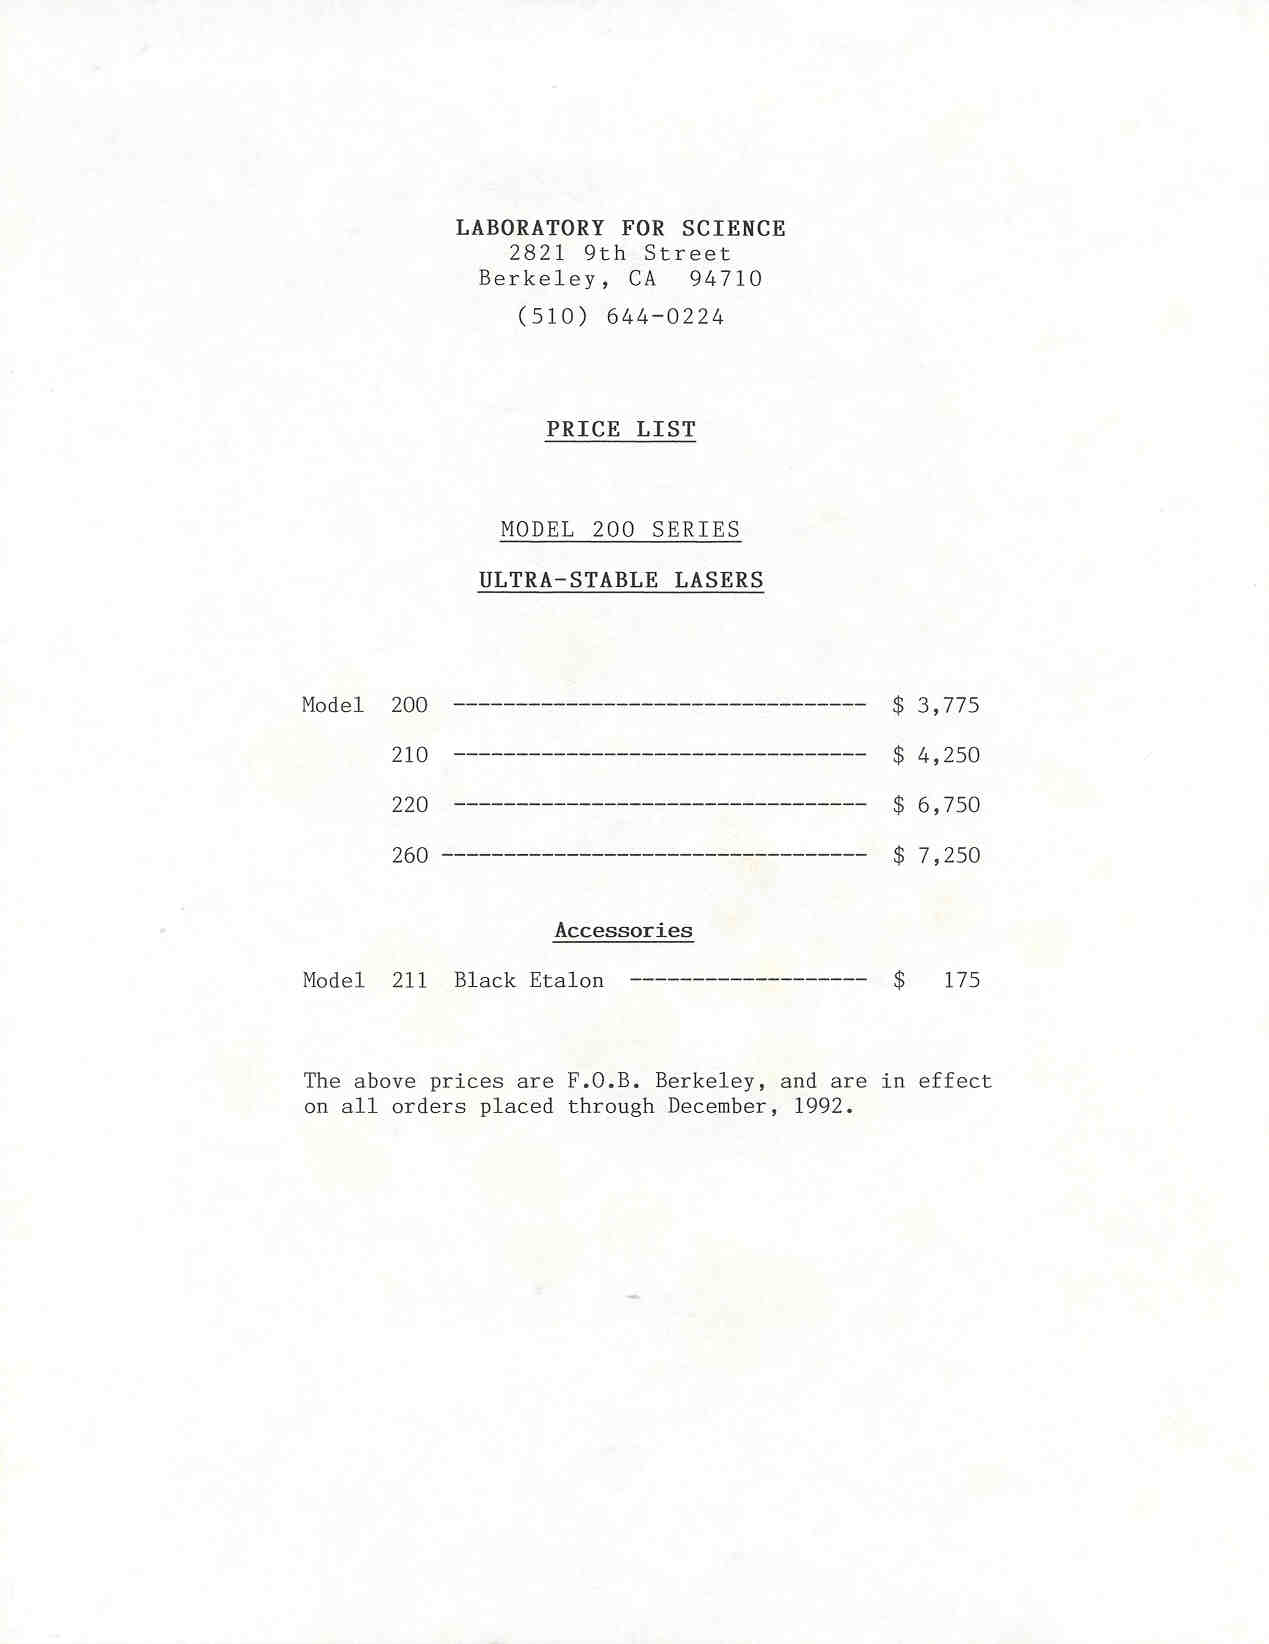 LABORATORY FOR SCIENCE
2821 9th Street
Berkeley, CA 94710
(510) 644-0224
PRICE LIST
MODEL 200 SERIES
ULTRA-STABLE LASERS
Model 200 --------------------------------- $ 3,775
210 --------------------------------- $ 4,250
220 --------------------------------- $ 6,750
260 ---------------------------------- $ 7,250
Accessories
Model 211 Black Etalon ------------------- $ 175
The above prices are F.O.B. Berkeley, and are in effect
on all orders placed through December, 1992.